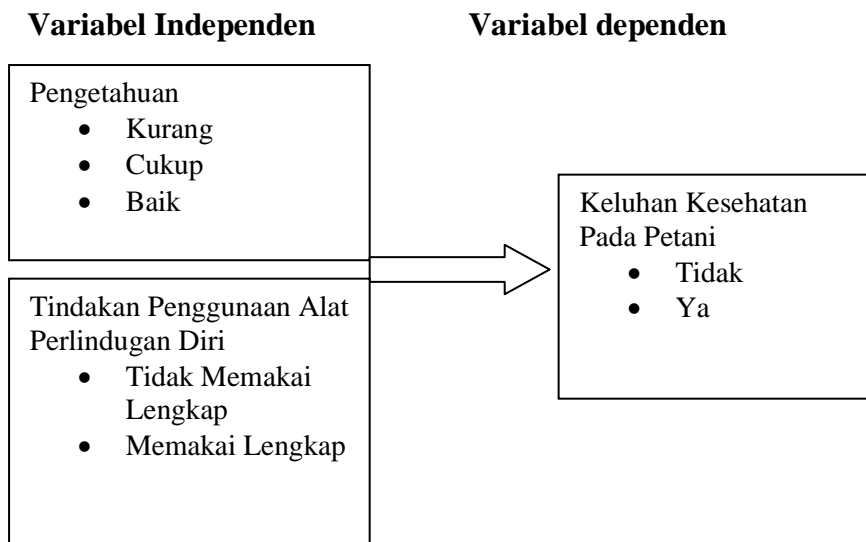 Variabel Independen
Variabel dependen
Pengetahuan
• Kurang
• Cukup
• Baik
Tindakan Penggunaan Alat
Perlindugan Diri
• Tidak Memakai
Lengkap
• Memakai Lengkap
Keluhan Kesehatan
Pada Petani
• Tidak
• Ya